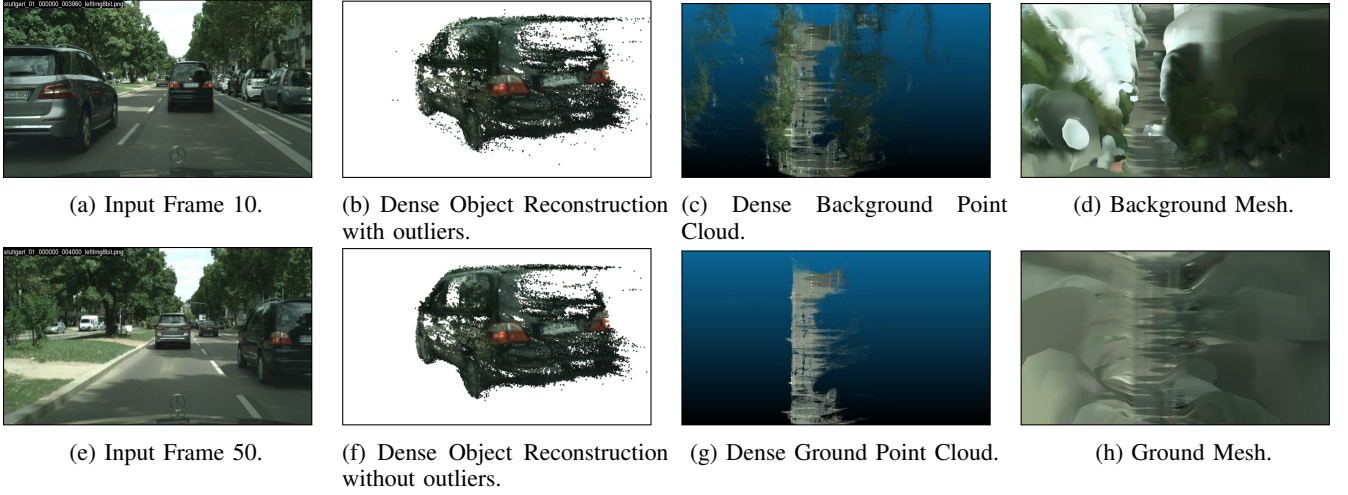 stuttgart_01_000000_003960_leftImg8bit.png
(a) Input Frame 10.
(b) Dense Object Reconstruction
with outliers.
(c) Dense Background Point
Cloud.
(d) Background Mesh.
stuttgart_01_000000_004000_leftImg8bit.png
(e) Input Frame 50.
(f) Dense Object Reconstruction
without outliers.
(g) Dense Ground Point Cloud.
(h) Ground Mesh.